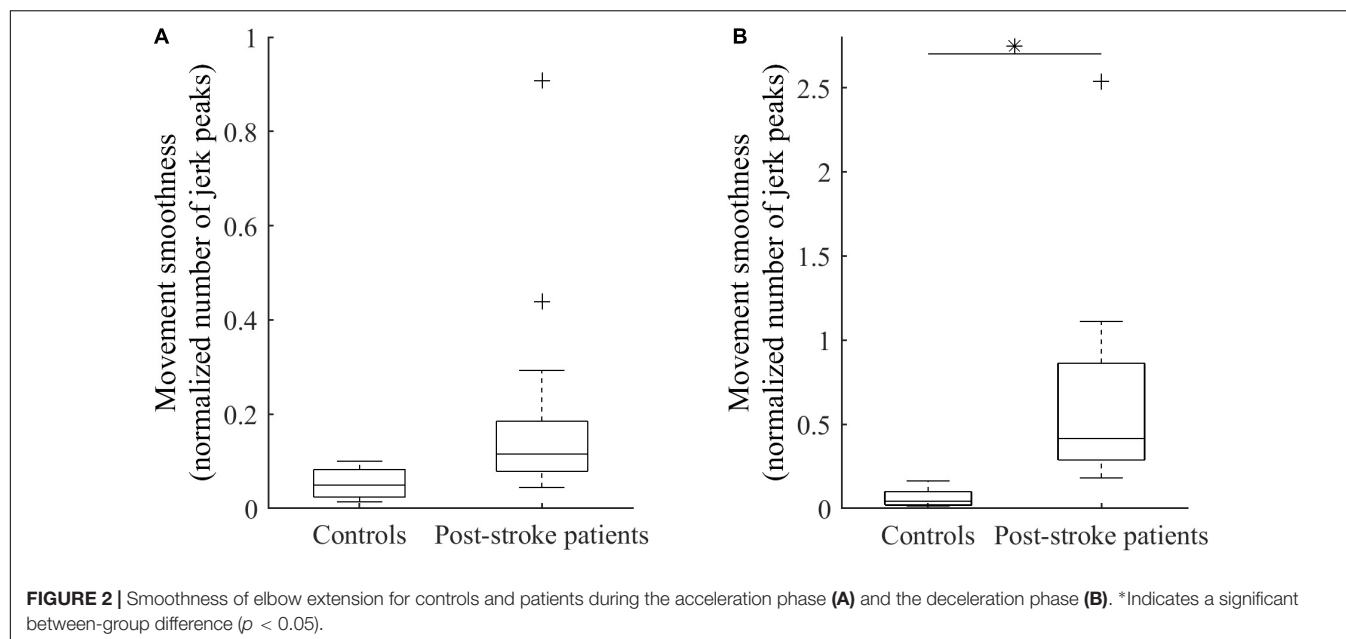 A
Movement smoothness
(normalized number of jerk peaks)
1
0.8
0.6
0.4
0.2
0
Controls
Post-stroke patients
B
*
Movement smoothness
(normalized number of jerk peaks)
2.5
2
1.5
1
0.5
0
Controls
Post-stroke patients
FIGURE 2 | Smoothness of elbow extension for controls and patients during the acceleration phase (A) and the deceleration phase (B). *Indicates a significant
between-group difference (p < 0.05).